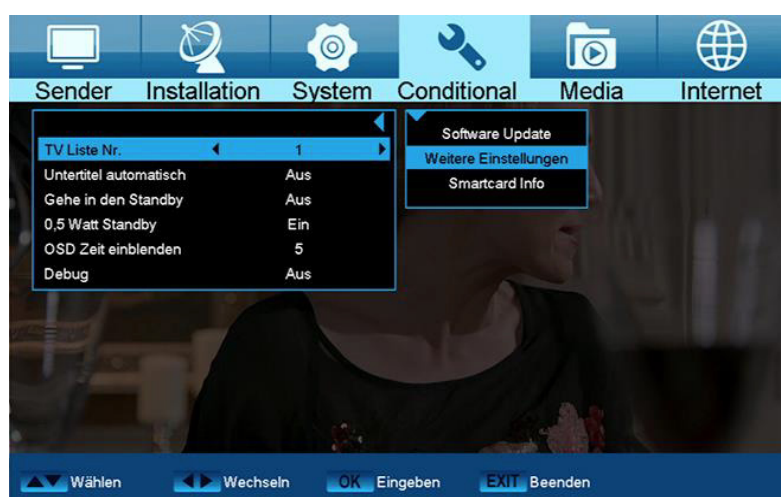 Sender Installation System Conditional Media Internet
TV Liste Nr. 1
Untertitel automatisch Aus
Gehe in den Standby Aus
0,5 Watt Standby Ein
OSD Zeit einblenden 5
Debug Aus
Software Update
Weitere Einstellungen
Smartcard Info
Wählen Wechseln OK Eingeben EXIT Beenden